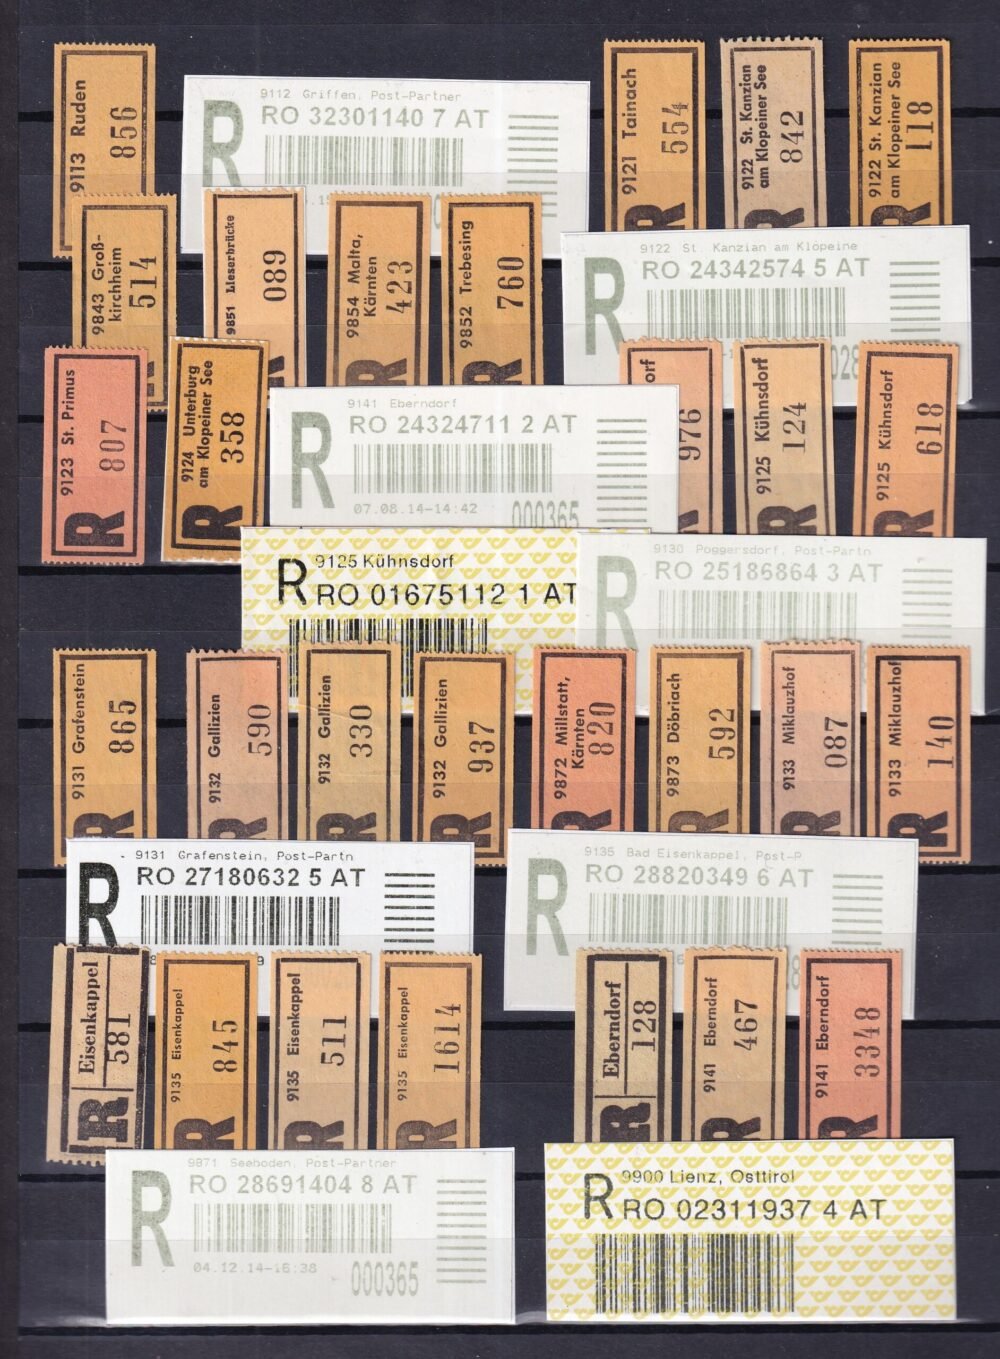 9113 Ruden
856
9112 Griffen, Post-Partner
R
RO 32301140 7 AT
R
9121 Tainach
554
R
9122 St. Kanzian
am Klopeiner See
842
R
9122 St. Kanzian
am Klopeiner See
118
9843 Groß-
kirchheim
514
9851 Lieserbrücke
089
R
9854 Malta,
Kärnten
423
R
9852 Trebesing
760
9122 St. Kanzian am Klopeine
R
RO 24342574 5 AT
028
R
9123 St. Primus
807
R
9124 Unterburg
am Klopeiner See
358
9141 Eberndorf
R
RO 24324711 2 AT
07.08.14-14:42
000365
orf
976
R
9125 Kühnsdorf
124
R
9125 Kühnsdorf
618
9125 Kühnsdorf
R
RO 01675112 1 AT
9130 Poggersdorf, Post-Partn
R
RO 25186864 3 AT
R
9131 Grafenstein
865
R
9132 Gallizien
590
R
9132 Gallizien
330
R
9132 Gallizien
937
R
9872 Millstatt,
Kärnten
820
R
9873 Döbriach
592
R
9133 Miklauzhof
087
R
9133 Miklauzhof
140
9131 Grafenstein, Post-Partn
R
RO 27180632 5 AT
9135 Bad Eisenkappel, Post-P
R
RO 28820349 6 AT
R
Eisenkappel
581
R
9135 Eisenkappel
845
R
9135 Eisenkappel
511
R
9135 Eisenkappel
1614
R
Eberndorf
128
R
9141 Eberndorf
467
R
9141 Eberndorf
3348
9871 Seeboden, Post-Partner
R
RO 28691404 8 AT
04.12.14-16:38
000365
9900 Lienz, Osttirol
R
RO 02311937 4 AT